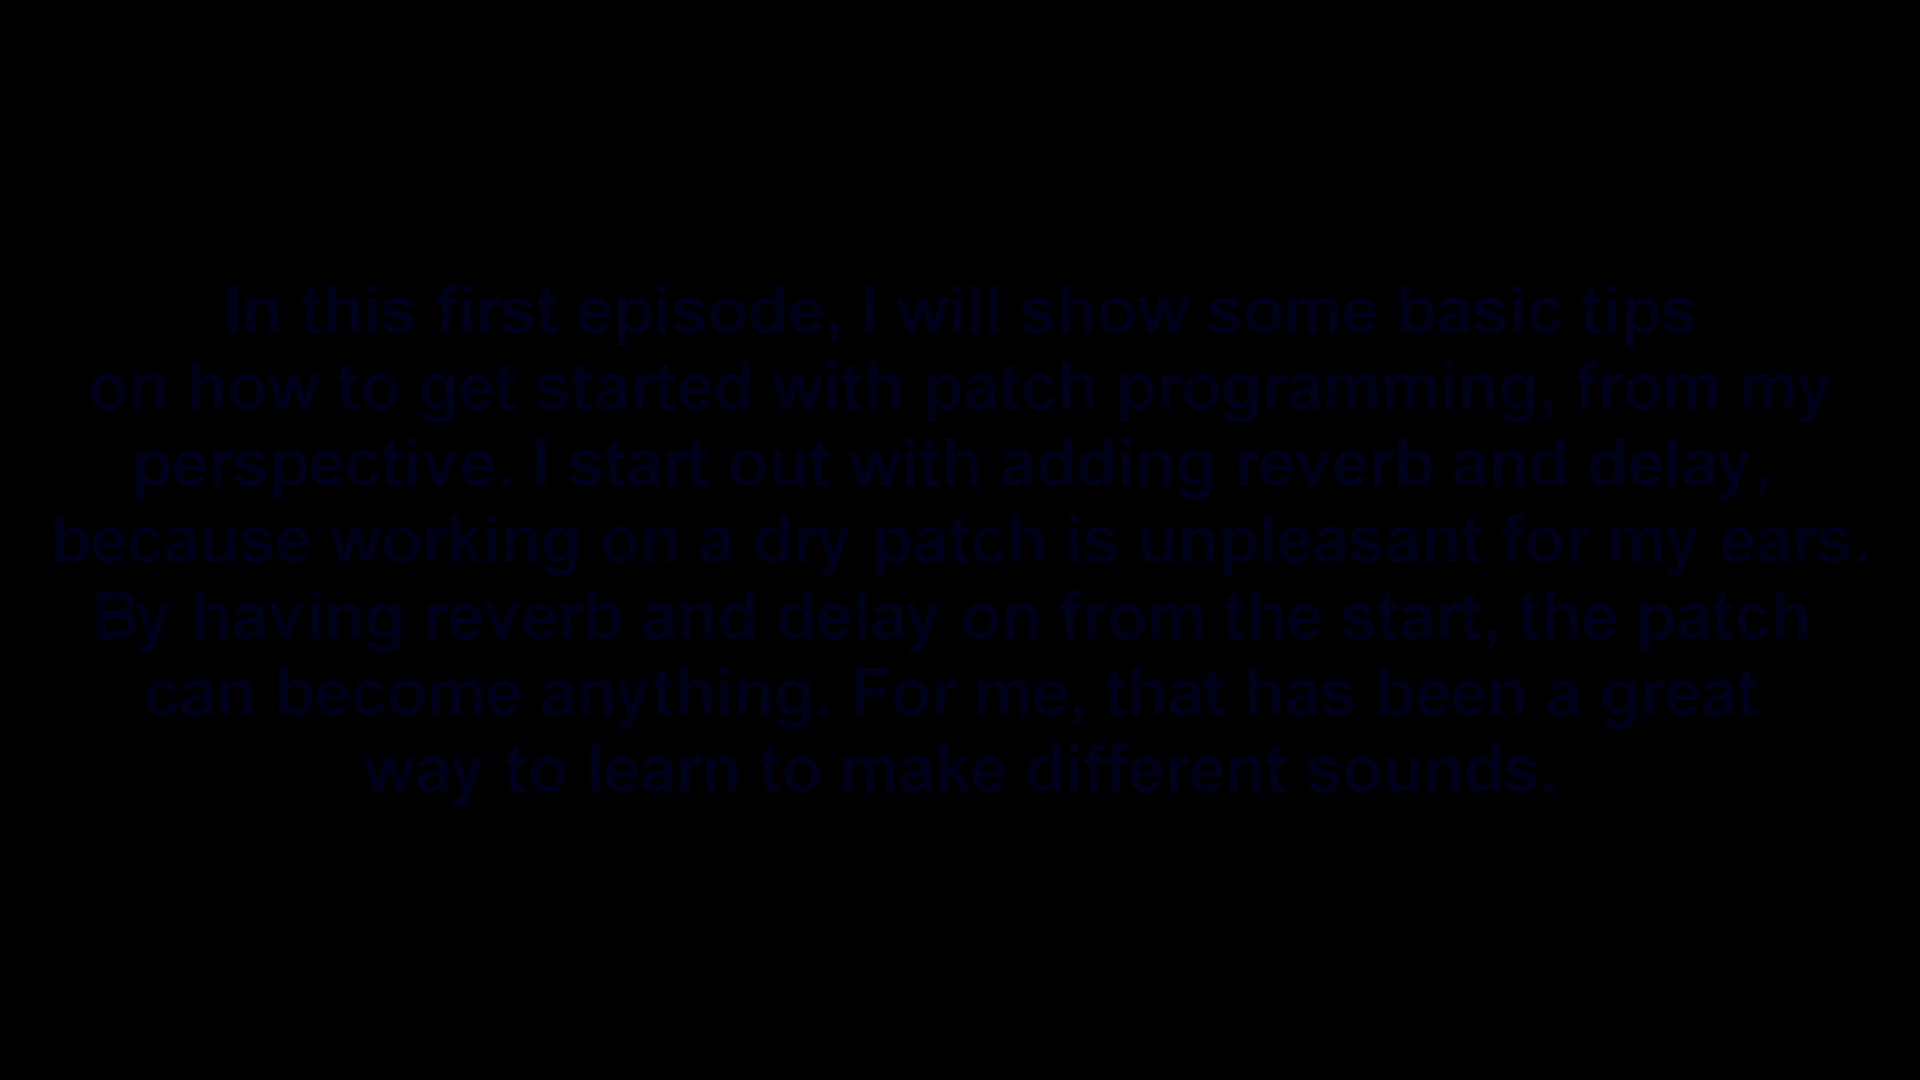 In this first episode, I will show some basic tips
on how to get started with patch programming, from my
perspective. I start out with adding reverb and delay,
because working on a dry patch is unpleasant for my ears.
By having reverb and delay on from the start, the patch
can become anything. For me, that has been a great
way to learn to make different sounds.